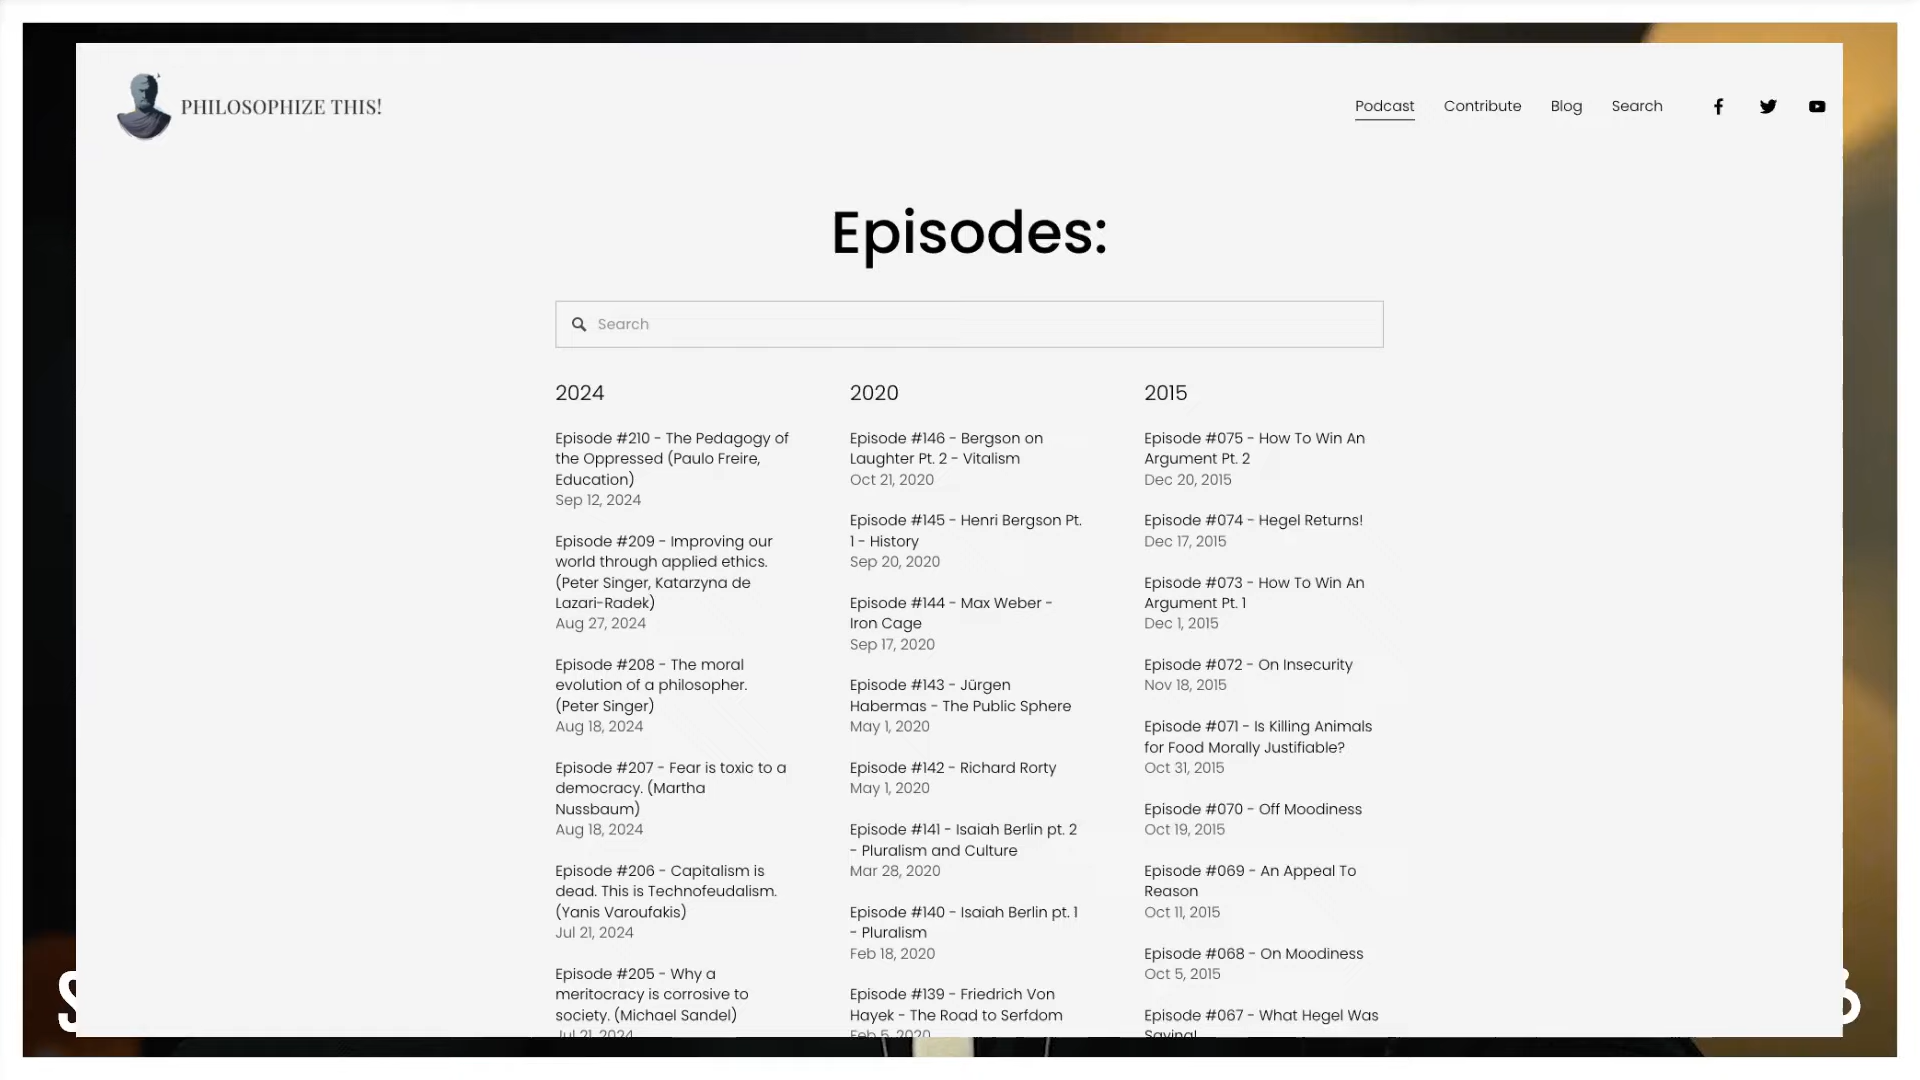 PHILOSOPHIZE THIS!
Podcast
Contribute
Blog
Search
Episodes:
Search
2024
Episode #210 - The Pedagogy of
the Oppressed (Paulo Freire,
Education)
Sep 12, 2024
Episode #209 - Improving our
world through applied ethics.
(Peter Singer, Katarzyna de
Lazari-Radek)
Aug 27, 2024
Episode #208 - The moral
evolution of a philosopher.
(Peter Singer)
Aug 18, 2024
Episode #207 - Fear is toxic to a
democracy. (Martha
Nussbaum)
Aug 18, 2024
Episode #206 - Capitalism is
dead. This is Technofeudalism.
(Yanis Varoufakis)
Jul 21, 2024
Episode #205 - Why a
meritocracy is corrosive to
society. (Michael Sandel)
Jul 21, 2024
2020
Episode #146 - Bergson on
Laughter Pt. 2 - Vitalism
Oct 21, 2020
Episode #145 - Henri Bergson Pt.
1 - History
Sep 20, 2020
Episode #144 - Max Weber -
Iron Cage
Sep 17, 2020
Episode #143 - Jürgen
Habermas - The Public Sphere
May 1, 2020
Episode #142 - Richard Rorty
May 1, 2020
Episode #141 - Isaiah Berlin pt. 2
- Pluralism and Culture
Mar 28, 2020
Episode #140 - Isaiah Berlin pt. 1
- Pluralism
Feb 18, 2020
Episode #139 - Friedrich Von
Hayek - The Road to Serfdom
Feb 5, 2020
2015
Episode #075 - How To Win An
Argument Pt. 2
Dec 20, 2015
Episode #074 - Hegel Returns!
Dec 17, 2015
Episode #073 - How To Win An
Argument Pt. 1
Dec 1, 2015
Episode #072 - On Insecurity
Nov 18, 2015
Episode #071 - Is Killing Animals
for Food Morally Justifiable?
Oct 31, 2015
Episode #070 - Off Moodiness
Oct 19, 2015
Episode #069 - An Appeal To
Reason
Oct 11, 2015
Episode #068 - On Moodiness
Oct 5, 2015
Episode #067 - What Hegel Was
Saying!